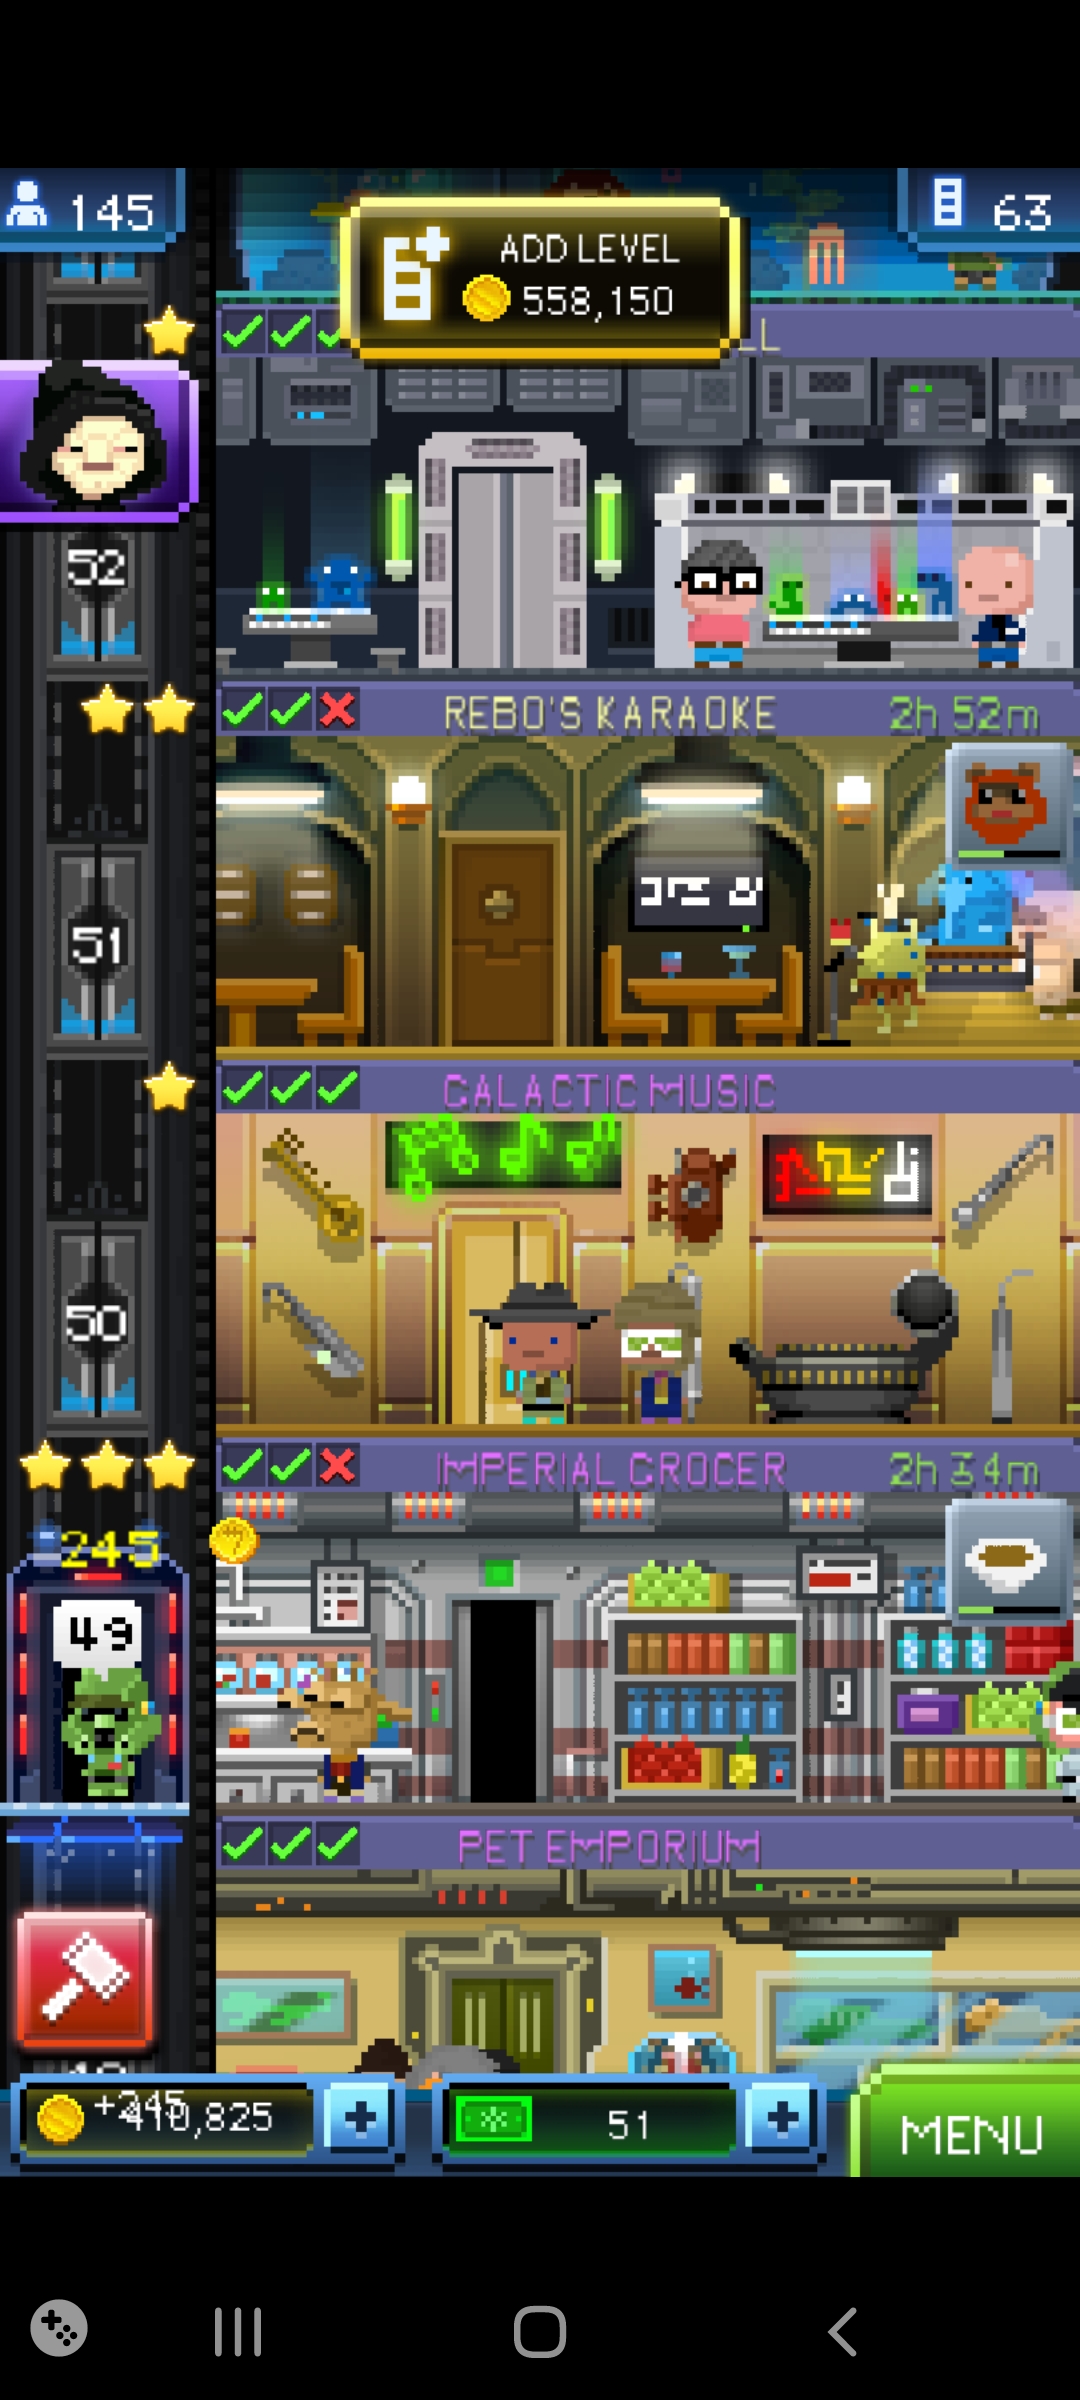 145
63
ADD LEVEL
558,150
LL
52
REBO'S KARAOKE
2h 52m
51
GALACTIC MUSIC
50
IMPERIAL GROCER
2h 34m
245
49
PET EMPORIUM
+245
410,825
51
MENU